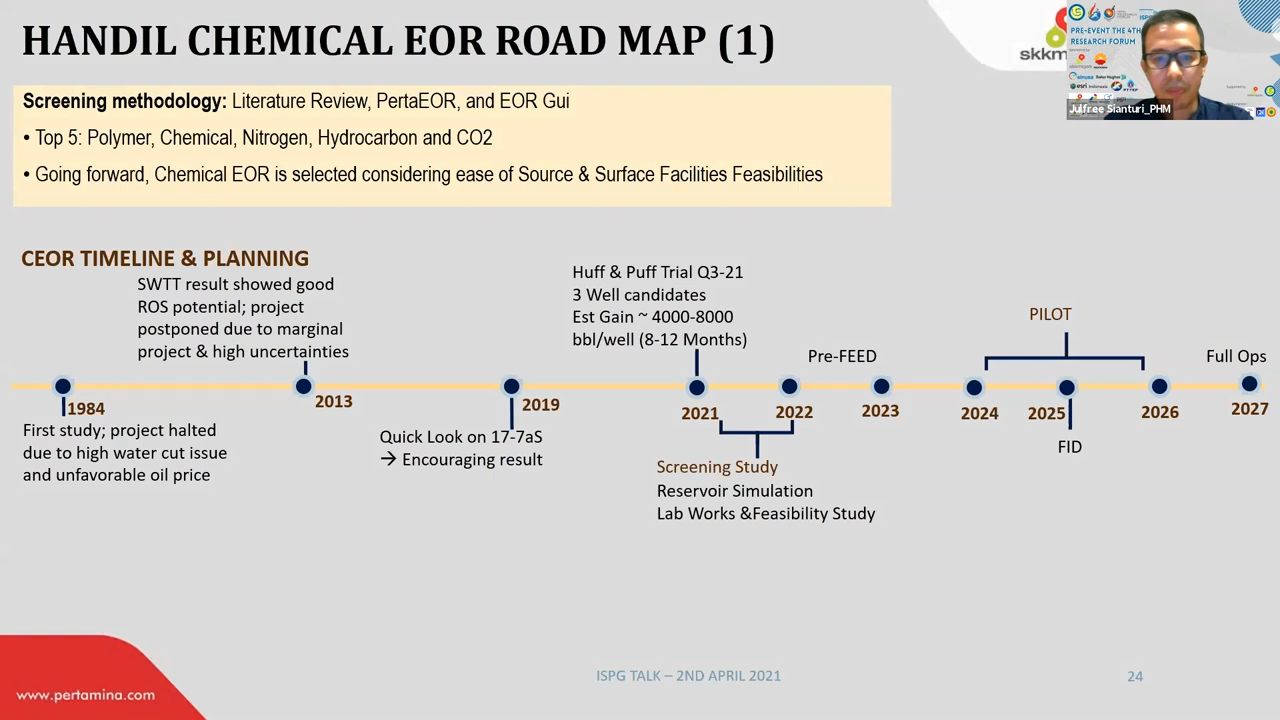 HANDIL CHEMICAL EOR ROAD MAP (1)
skkm
PRE-EVENT THE 4TH
RESEARCH FORUM
Julfree Sianturi_PHM
Screening methodology: Literature Review, PertaEOR, and EOR Gui
• Top 5: Polymer, Chemical, Nitrogen, Hydrocarbon and CO2
• Going forward, Chemical EOR is selected considering ease of Source & Surface Facilities Feasibilities
CEOR TIMELINE & PLANNING
SWTT result showed good
ROS potential; project
postponed due to marginal
project & high uncertainties
Huff & Puff Trial Q3-21
3 Well candidates
Est Gain ~ 4000-8000
bbl/well (8-12 Months)
Pre-FEED
PILOT
Full Ops
1984
2013
2019
2021
2022
2023
2024
2025
2026
2027
First study; project halted
due to high water cut issue
and unfavorable oil price
Quick Look on 17-7aS
→ Encouraging result
Screening Study
Reservoir Simulation
Lab Works &Feasibility Study
FID
www.pertamina.com
ISPG TALK – 2ND APRIL 2021
24